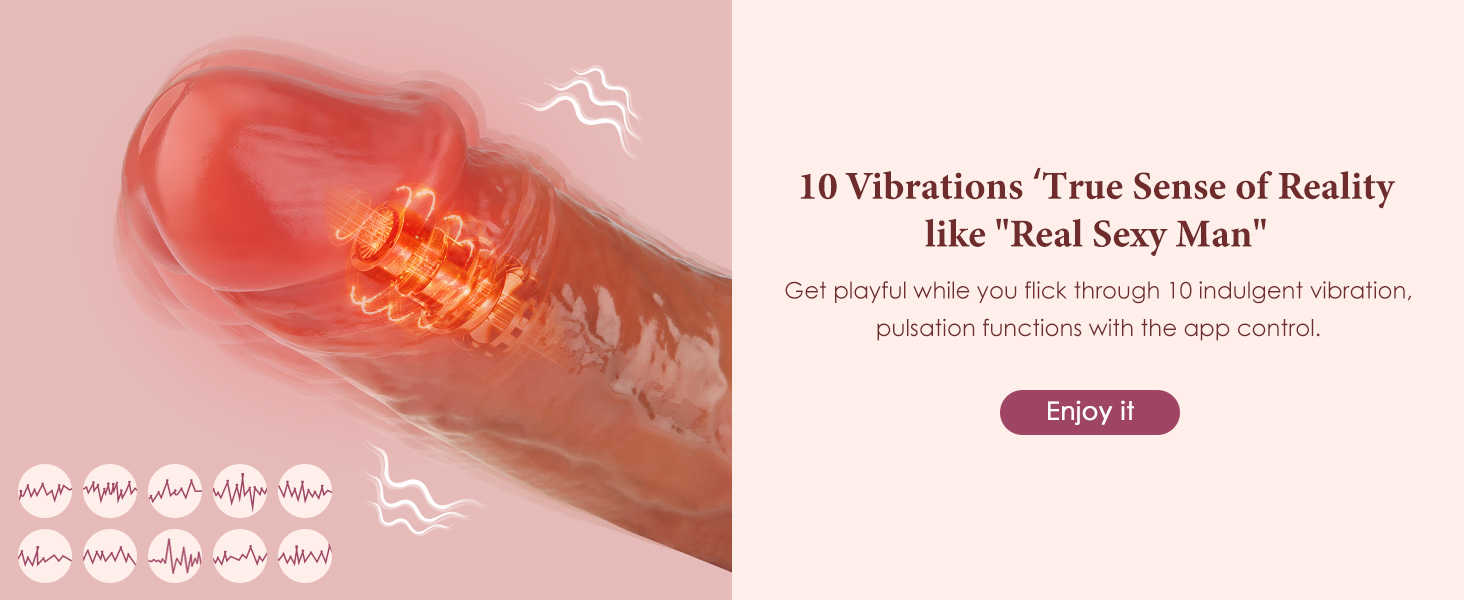 10 Vibrations ‘True Sense of Reality
like "Real Sexy Man"
Get playful while you flick through 10 indulgent vibration,
pulsation functions with the app control.
Enjoy it